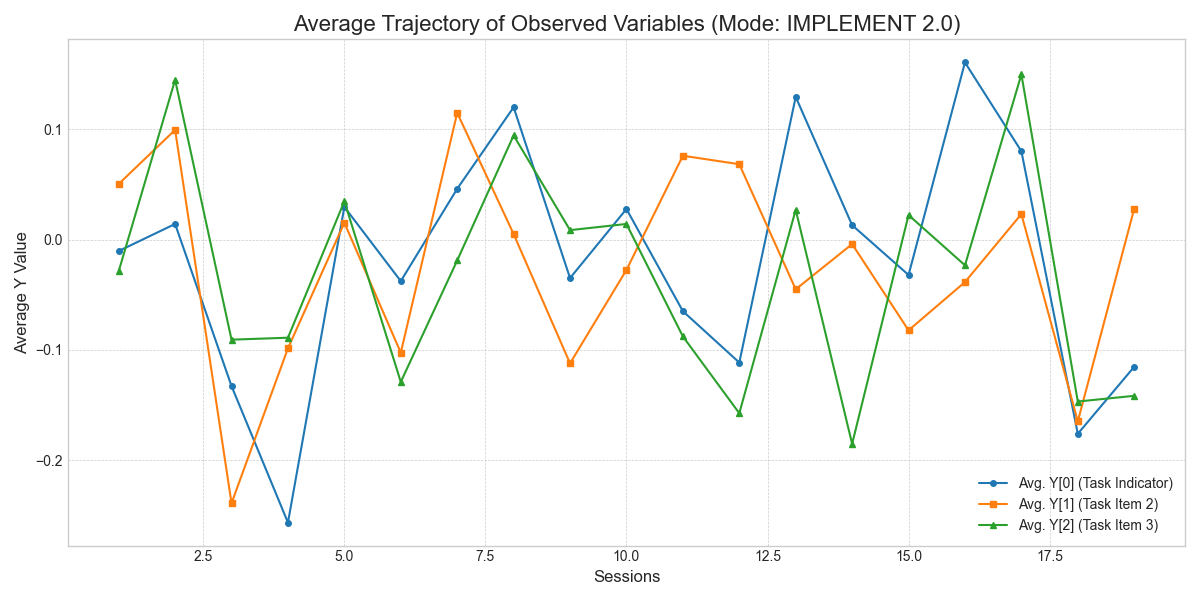 Average Trajectory of Observed Variables (Mode: IMPLEMENT 2.0)
Average Y Value
0.1
0.0
−0.1
−0.2
Avg. Y[0] (Task Indicator)
Avg. Y[1] (Task Item 2)
Avg. Y[2] (Task Item 3)
2.5 5.0 7.5 10.0 12.5 15.0 17.5
Sessions